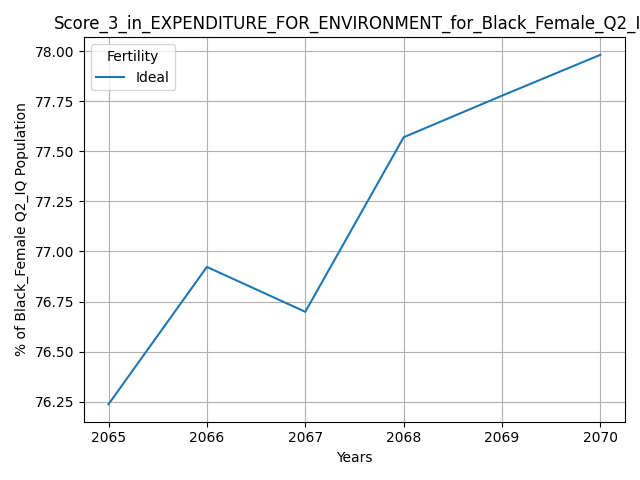 Score_3_in_EXPENDITURE_FOR_ENVIRONMENT_for_Black_Female_Q2_I
Fertility
Ideal
78.00
77.75
77.50
77.25
77.00
76.75
76.50
76.25
% of Black_Female Q2_IQ Population
2065 2066 2067 2068 2069 2070
Years